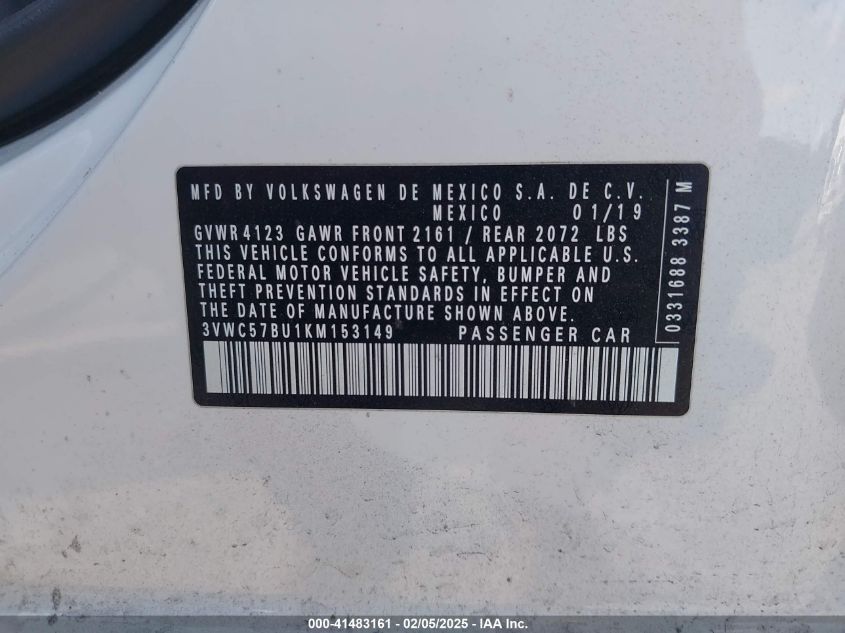 MFD BY VOLKSWAGEN DE MEXICO S.A. DE C.V.
MEXICO 01/19
GVWR 4123 GAWR FRONT 2161 / REAR 2072 LBS
THIS VEHICLE CONFORMS TO ALL APPLICABLE U.S.
FEDERAL MOTOR VEHICLE SAFETY, BUMPER AND
THEFT PREVENTION STANDARDS IN EFFECT ON
THE DATE OF MANUFACTURE SHOWN ABOVE.
3VWC57BU1KM153149 PASSENGER CAR
0331688 3387 M
000-41483161 - 02/05/2025 - IAA Inc.